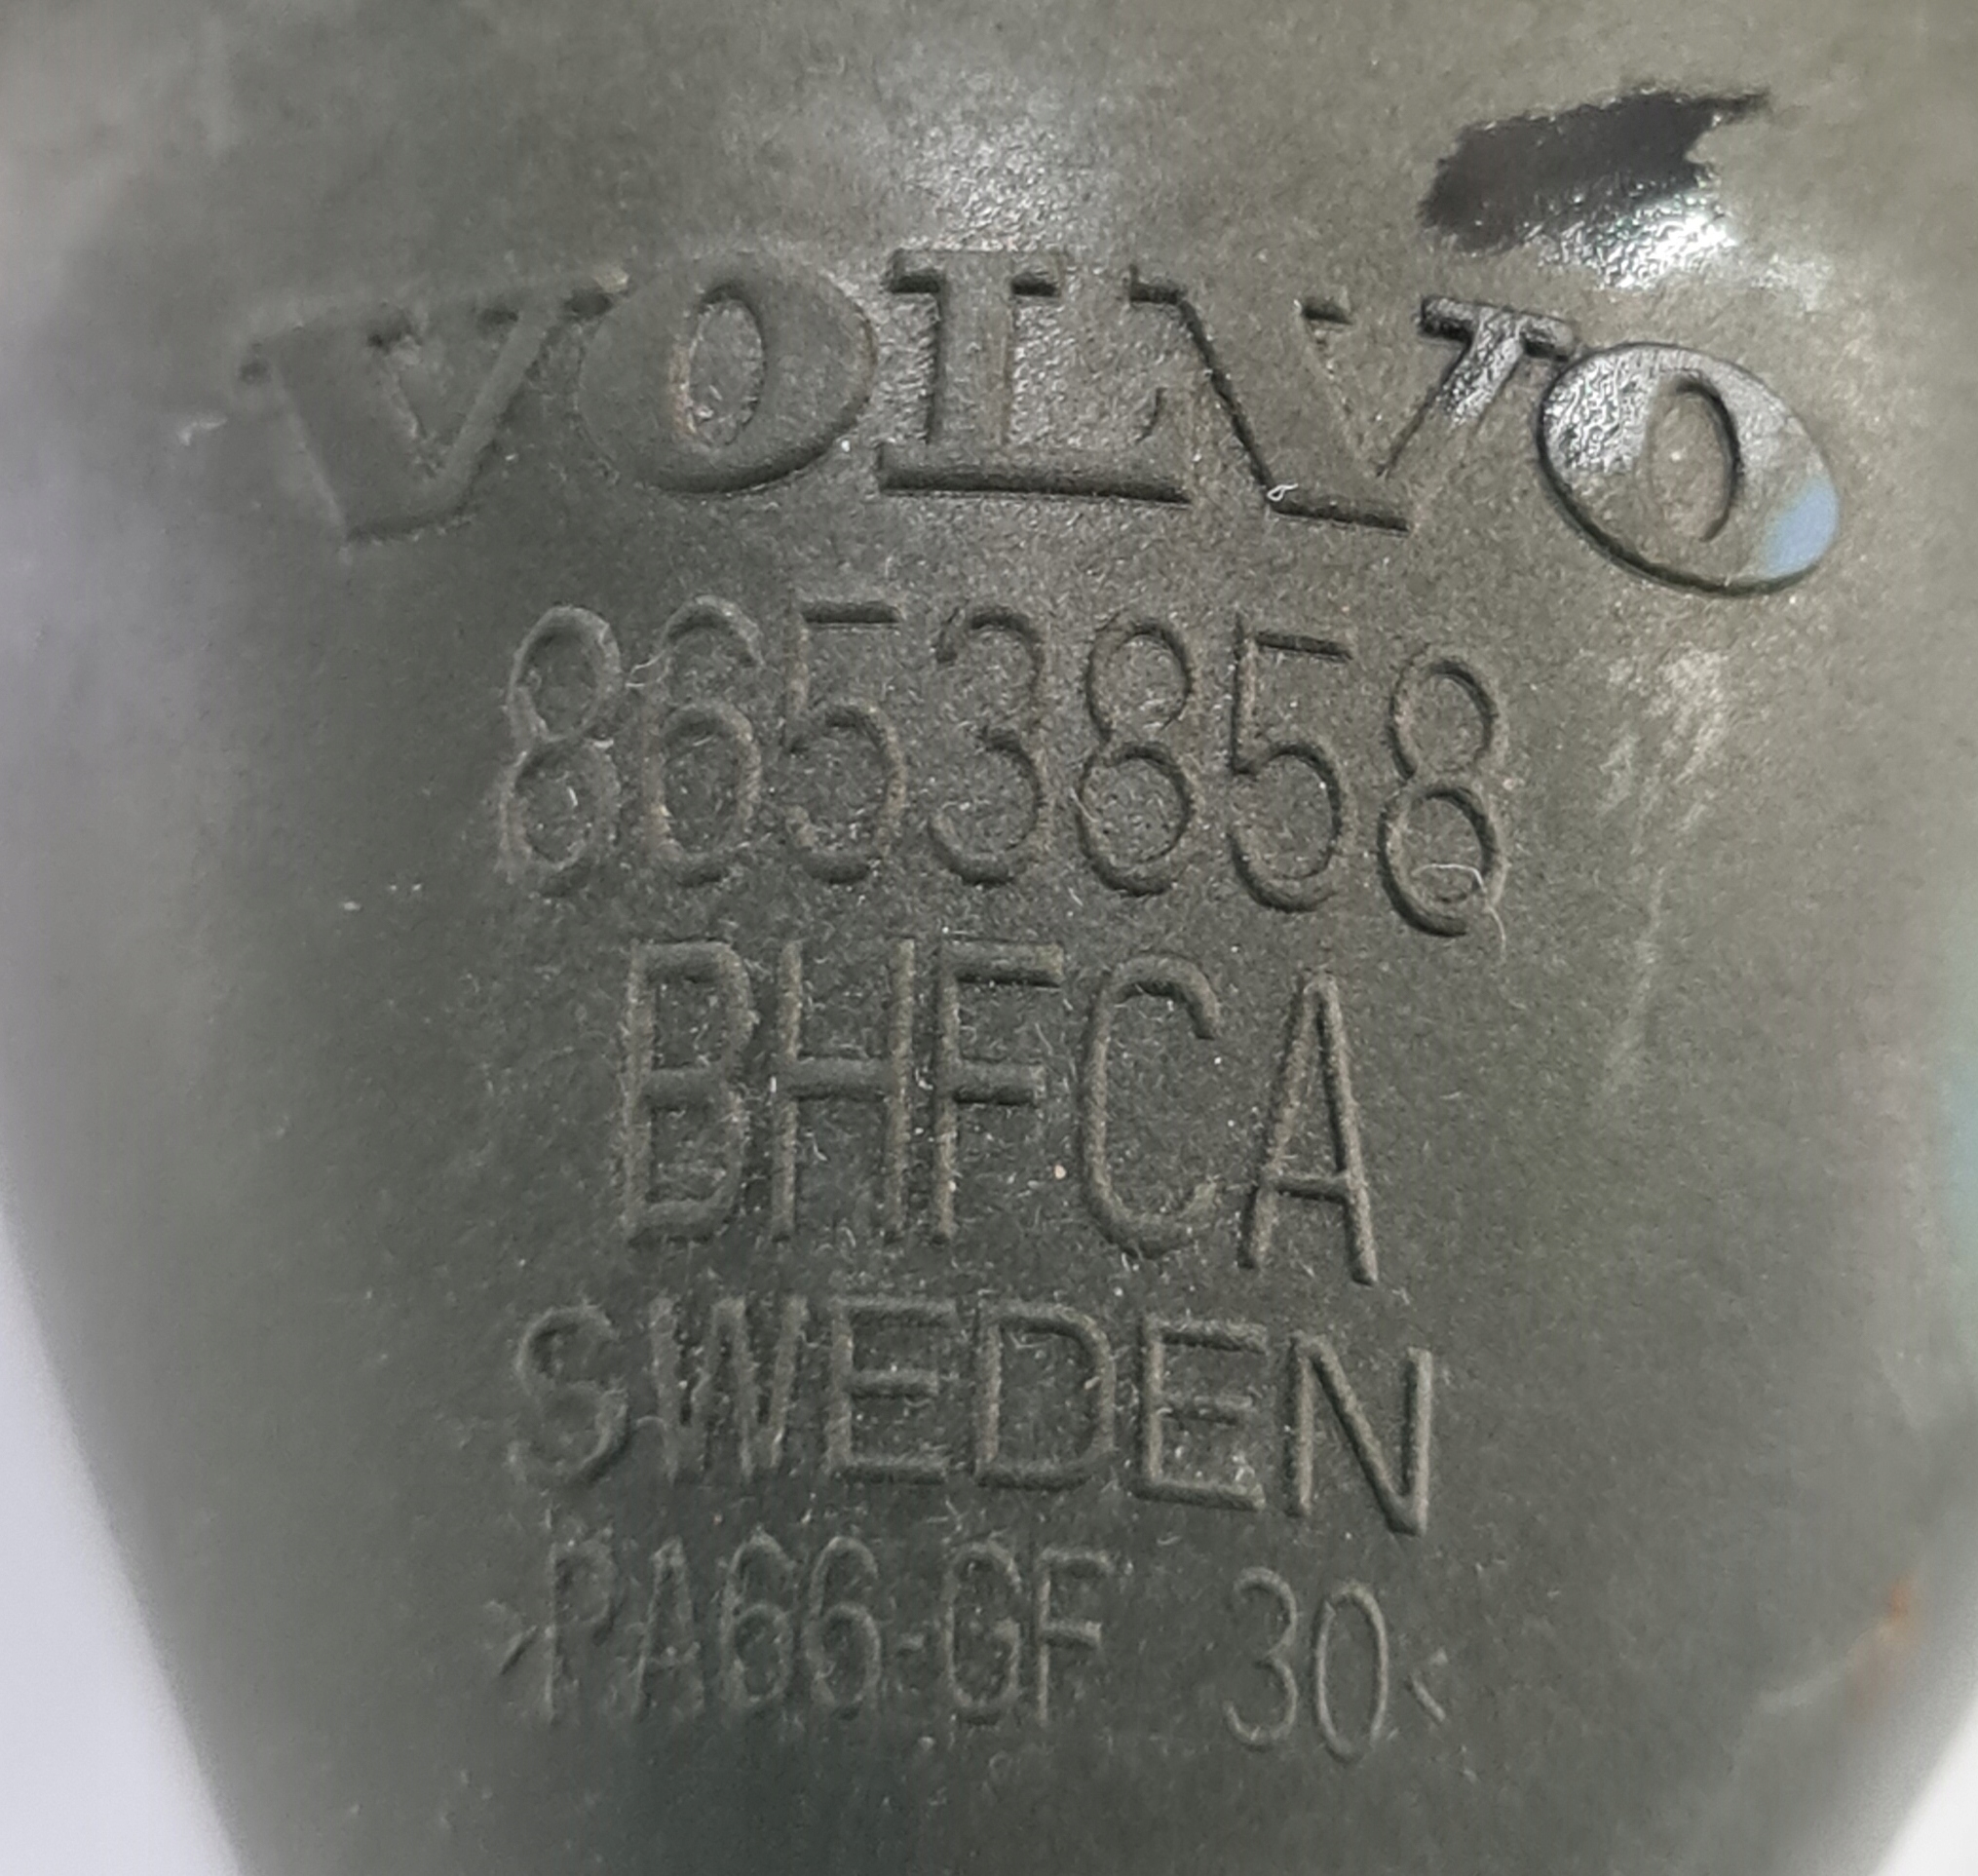 VOLVO
8653858
BHFCA
SWEDEN
>PA66-GF 30<